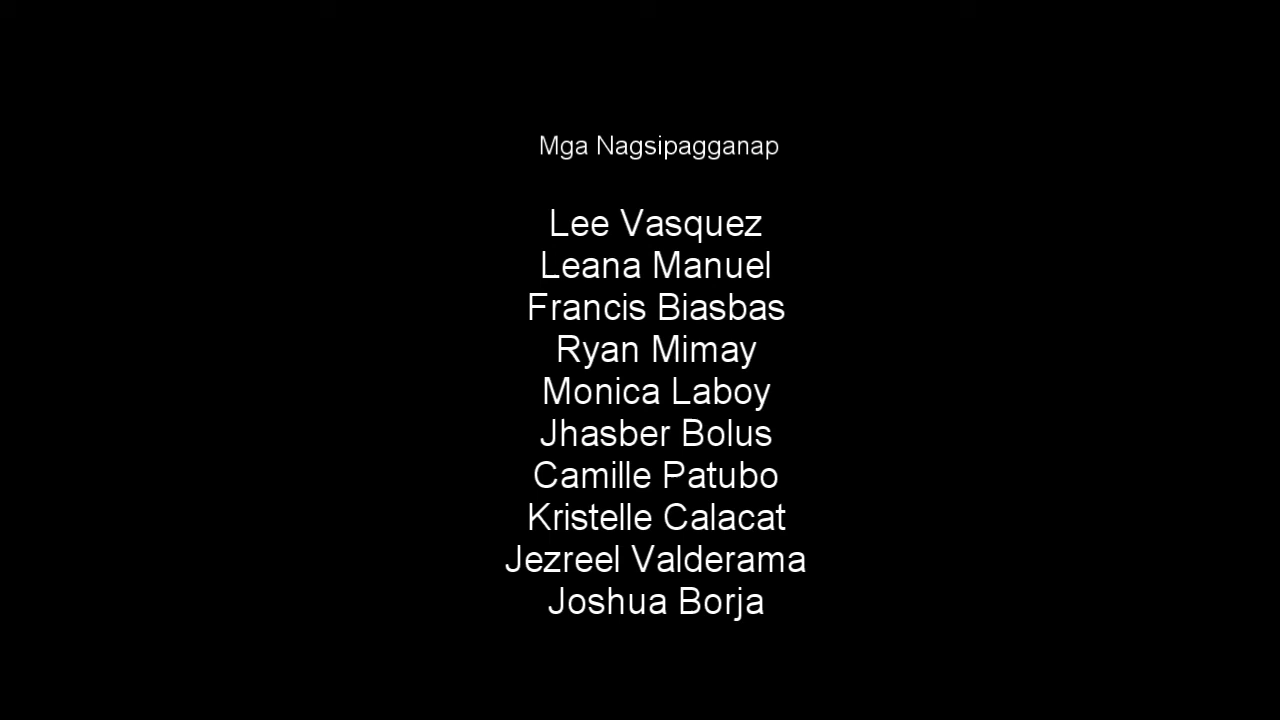 Mga Nagsipagganap
Lee Vasquez
Leana Manuel
Francis Biasbas
Ryan Mimay
Monica Laboy
Jhasber Bolus
Camille Patubo
Kristelle Calacat
Jezreel Valderama
Joshua Borja